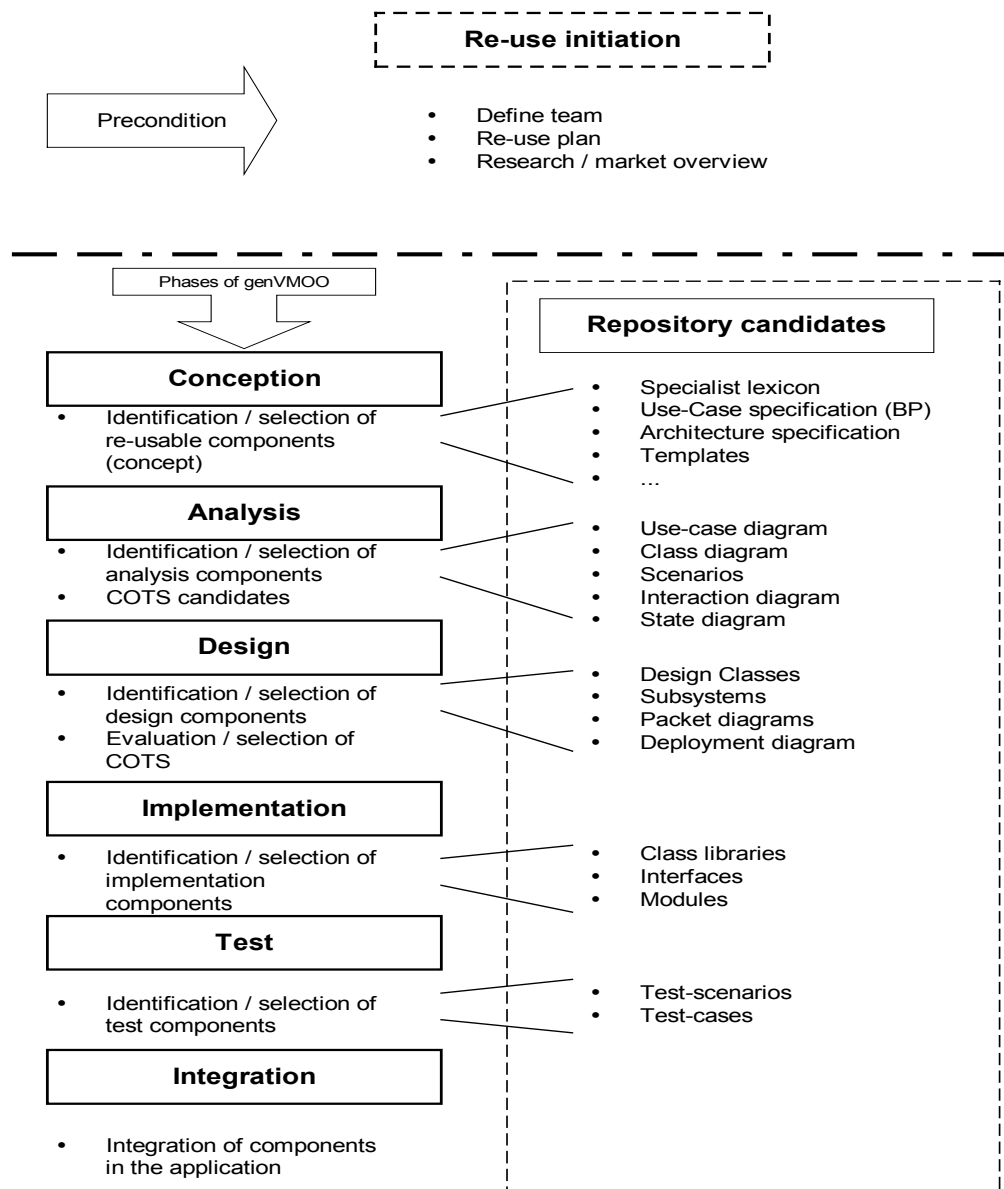 Re-use initiation
Precondition
• Define team
• Re-use plan
• Research / market overview
Phases of genVMOO
Repository candidates
Conception
• Identification / selection of
re-usable components
(concept)
• Specialist lexicon
• Use-Case specification (BP)
• Architecture specification
• Templates
• ...
Analysis
• Identification / selection of
analysis components
• COTS candidates
• Use-case diagram
• Class diagram
• Scenarios
• Interaction diagram
• State diagram
Design
• Identification / selection of
design components
• Evaluation / selection of
COTS
• Design Classes
• Subsystems
• Packet diagrams
• Deployment diagram
Implementation
• Identification / selection of
implementation
components
• Class libraries
• Interfaces
• Modules
Test
• Identification / selection of
test components
• Test-scenarios
• Test-cases
Integration
• Integration of components
in the application